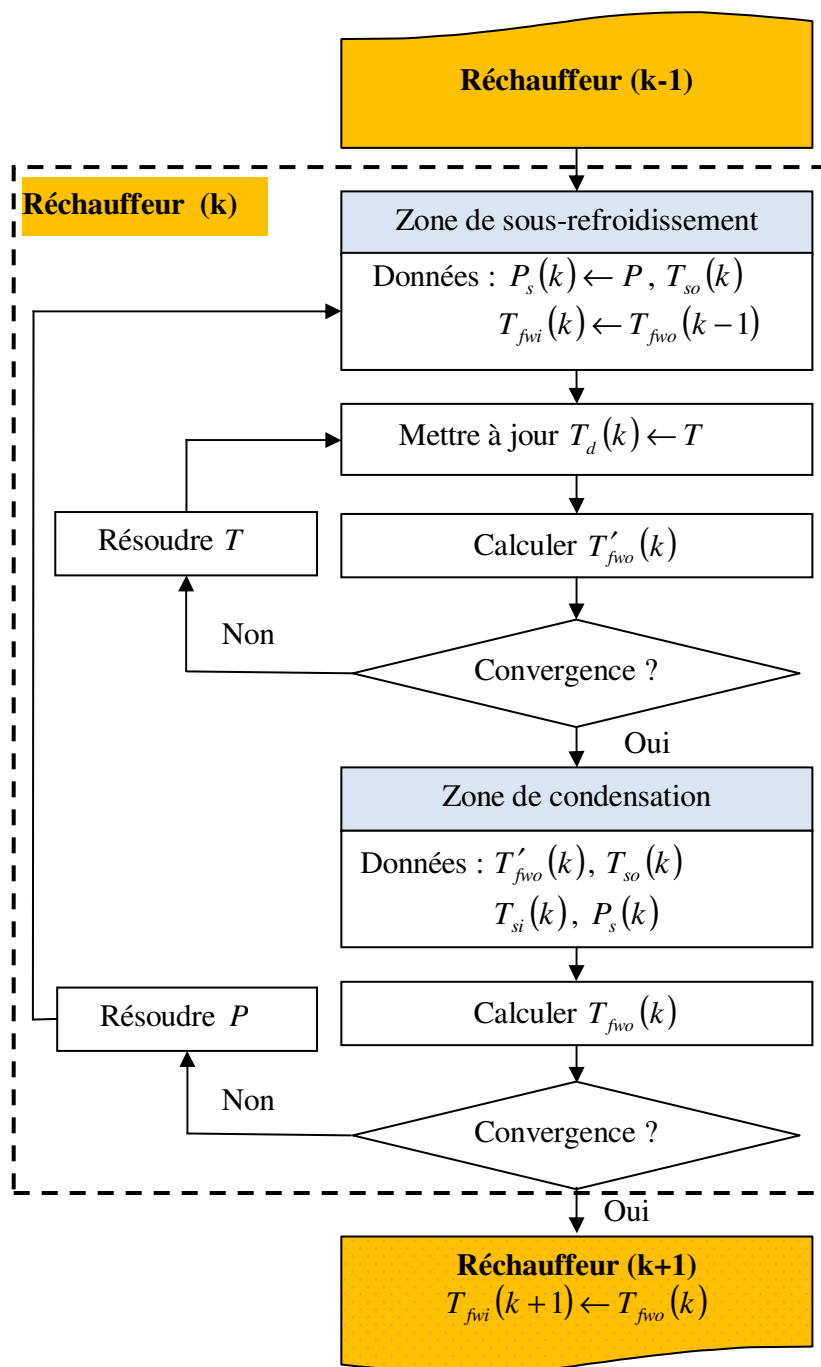 Réchauffeur (k-1)
Réchauffeur (k)
Zone de sous-refroidissement
Données : P_s(k) ← P , T_so(k)
T_fwi(k) ← T_fwo(k−1)
Mettre à jour T_d(k) ← T
Résoudre T
Calculer T′_fwo(k)
Non
Convergence ?
Oui
Zone de condensation
Données : T′_fwo(k), T_so(k)
T_si(k), P_s(k)
Résoudre P
Calculer T_fwo(k)
Non
Convergence ?
Oui
Réchauffeur (k+1)
T_fwi(k+1) ← T_fwo(k)